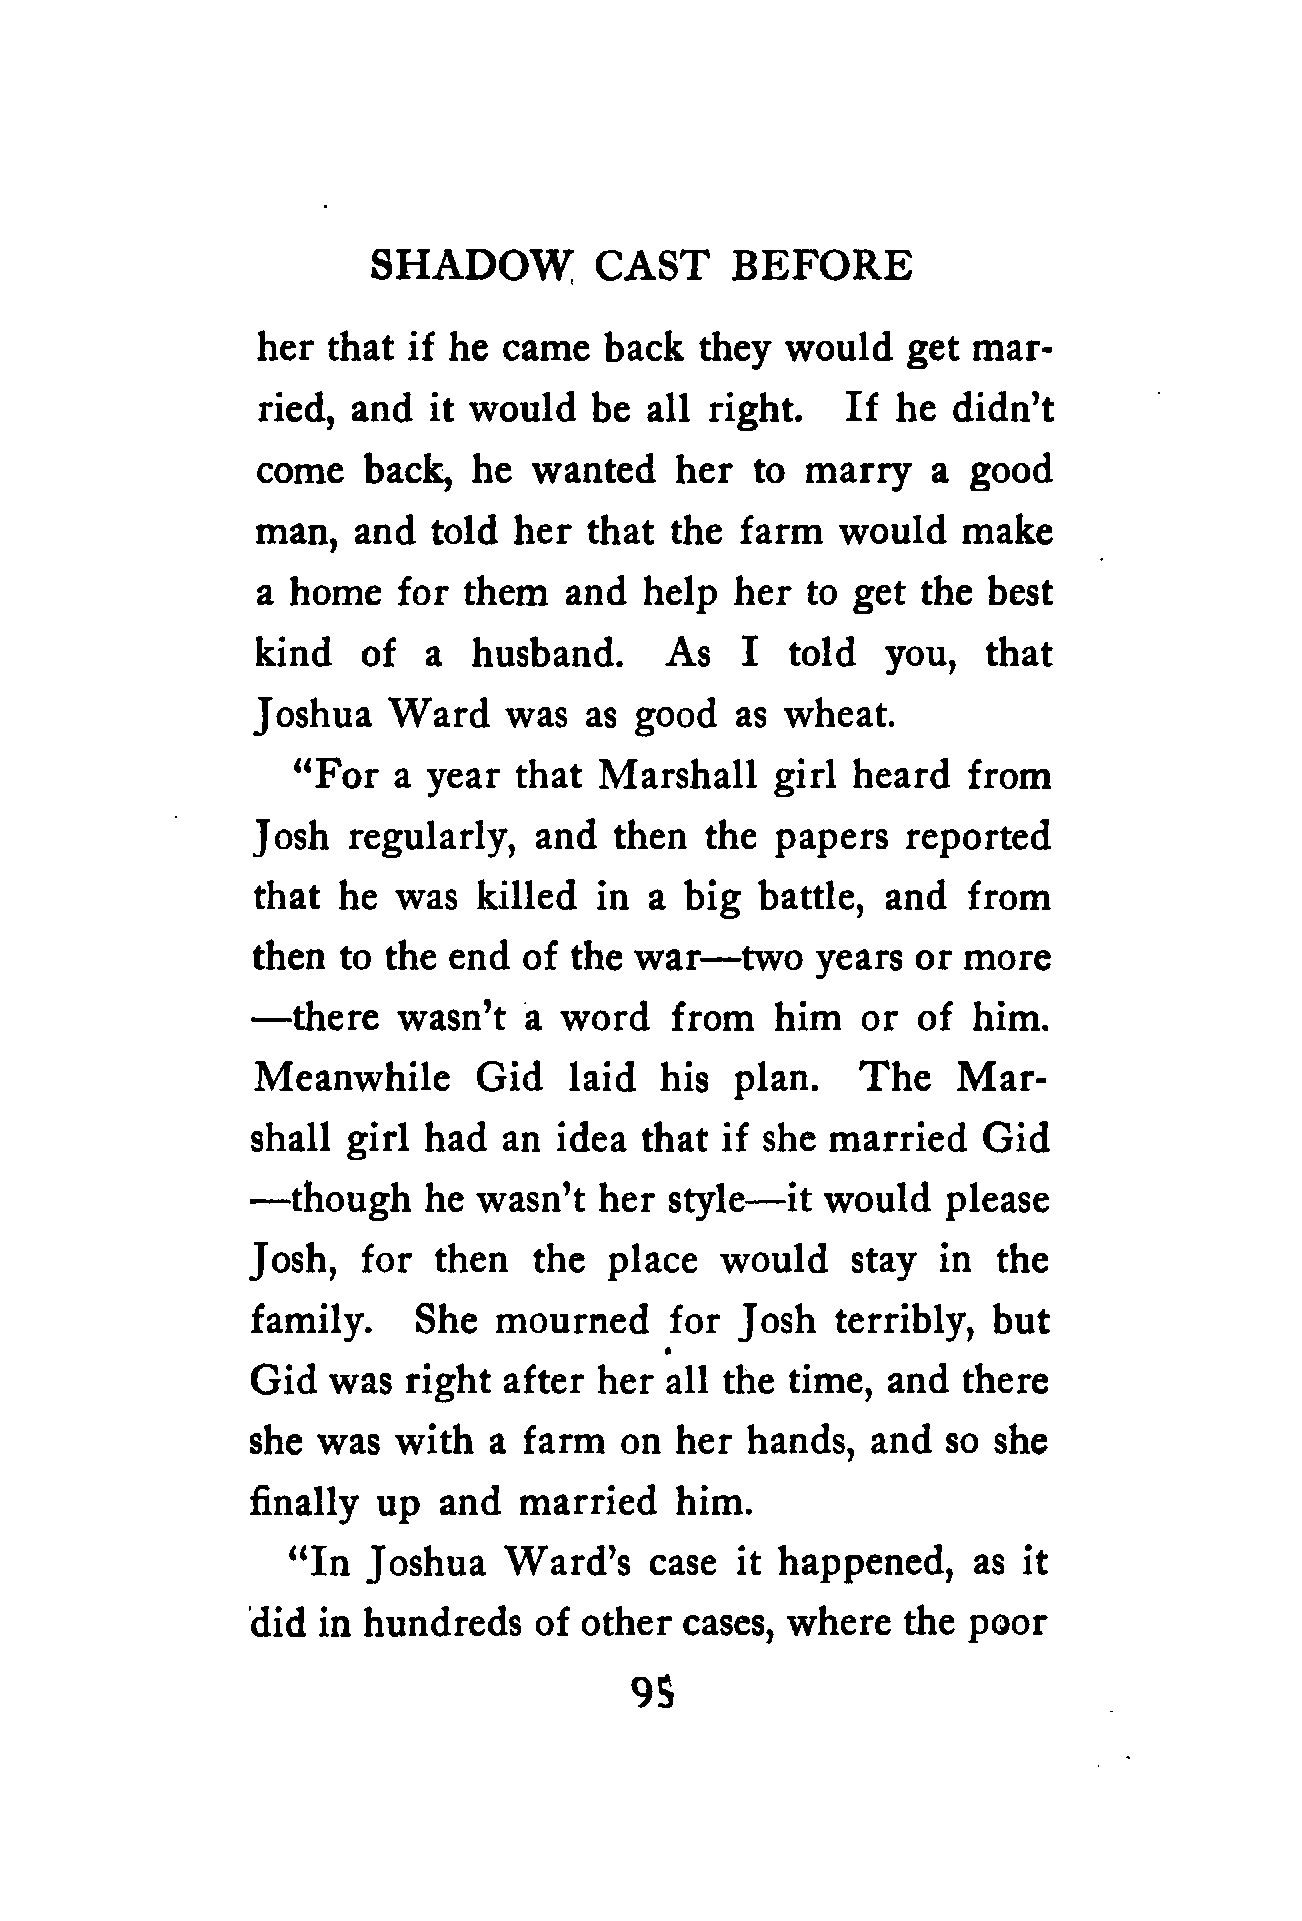 SHADOW CAST BEFORE
her that if he came back they would get mar-
ried, and it would be all right. If he didn't
come back, he wanted her to marry a good
man, and told her that the farm would make
a home for them and help her to get the best
kind of a husband. As I told you, that
Joshua Ward was as good as wheat.
“For a year that Marshall girl heard from
Josh regularly, and then the papers reported
that he was killed in a big battle, and from
then to the end of the war—two years or more
—there wasn't a word from him or of him.
Meanwhile Gid laid his plan. The Mar-
shall girl had an idea that if she married Gid
—though he wasn't her style—it would please
Josh, for then the place would stay in the
family. She mourned for Josh terribly, but
Gid was right after her all the time, and there
she was with a farm on her hands, and so she
finally up and married him.
“In Joshua Ward's case it happened, as it
did in hundreds of other cases, where the poor
95